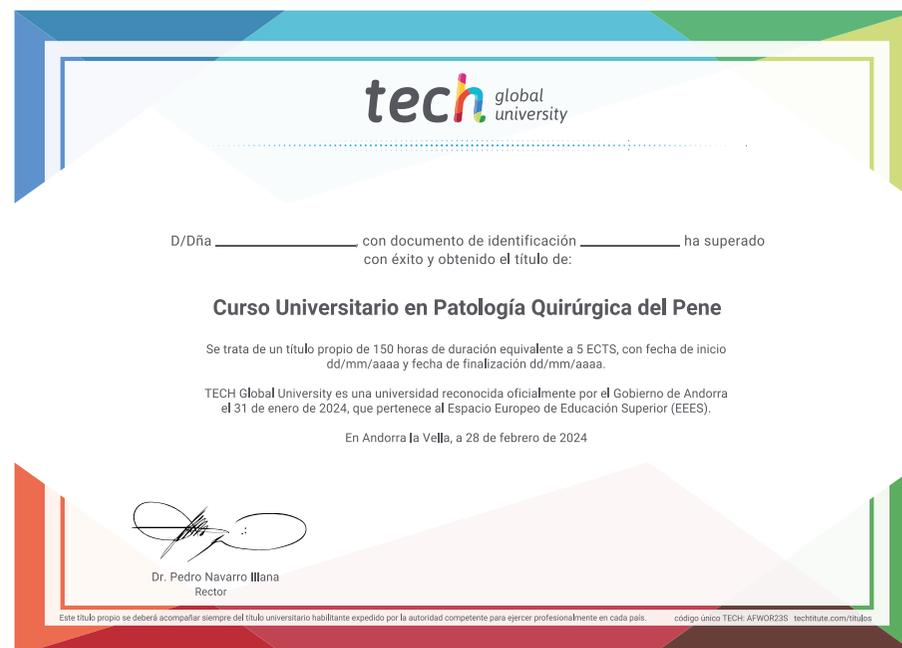 tech global university
D/Dña ________________, con documento de identificación ____________ ha superado
con éxito y obtenido el título de:
Curso Universitario en Patología Quirúrgica del Pene
Se trata de un título propio de 150 horas de duración equivalente a 5 ECTS, con fecha de inicio
dd/mm/aaaa y fecha de finalización dd/mm/aaaa.
TECH Global University es una universidad reconocida oficialmente por el Gobierno de Andorra
el 31 de enero de 2024, que pertenece al Espacio Europeo de Educación Superior (EEES).
En Andorra la Vella, a 28 de febrero de 2024
Dr. Pedro Navarro Illana
Rector
Este título propio se deberá acompañar siempre del título universitario habilitante expedido por la autoridad competente para ejercer profesionalmente en cada país. código único TECH: AFWOR23S techtitute.com/titulos